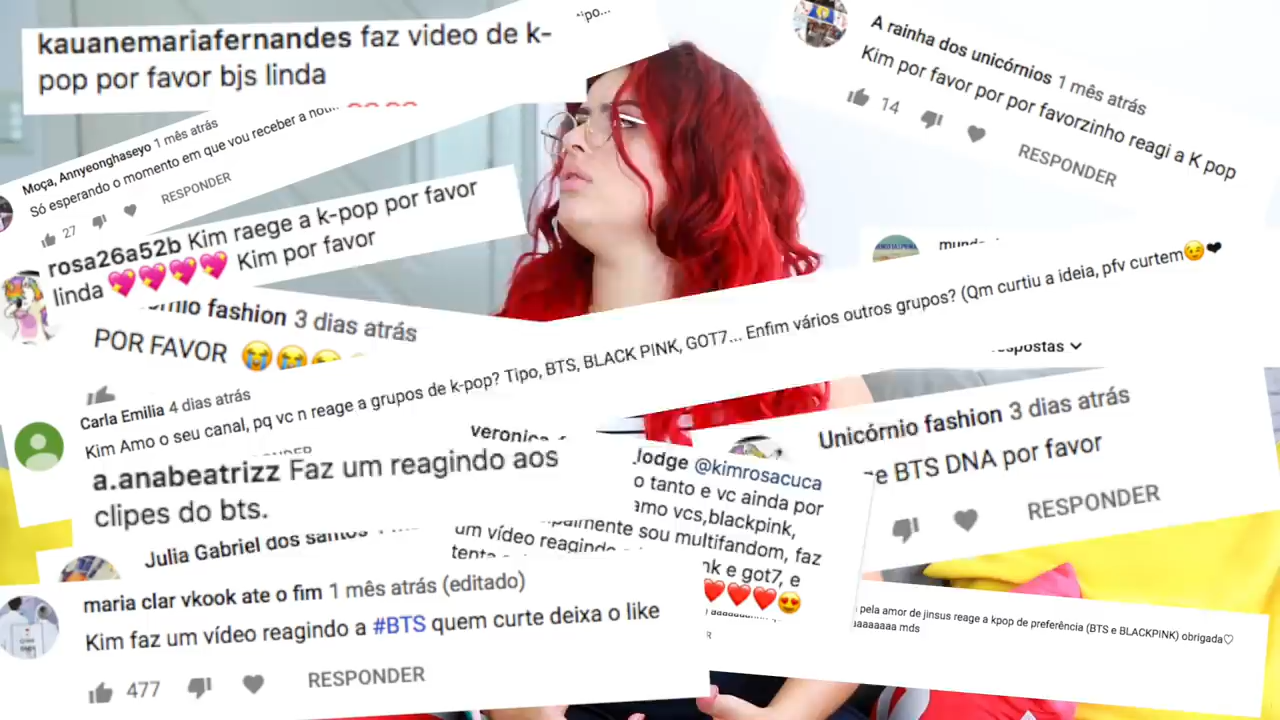 kauanemariafernandes faz video de k-
pop por favor bjs linda
A rainha dos unicórnios 1 mês atrás
Kim por favor por por favorzinho reagi a K pop
14
RESPONDER
Moça, Annyeonghaseyo 1 mês atrás
Só esperando o momento em que vou receber a
27
RESPONDER
rosa26a52b Kim raege a k-pop por favor
linda 💖💖💖💖 Kim por favor
fashion 3 dias atrás
POR FAVOR 😭😭
Carla Emilia 4 dias atrás
Kim Amo o seu canal, pq vc n reage a grupos de k-pop? Tipo, BTS, BLACK PINK, GOT7... Enfim vários outros grupos? (Qm curtiu a ideia, pfv curtem😉❤
a.anabeatrizz Faz um reagindo aos
clipes do bts.
@kimrosacuca
o tanto e vc ainda por
amo vcs,blackpink,
sou multifandom, faz
um vídeo reagindo
e got7, e
❤️❤️❤️😍
Unicórnio fashion 3 dias atrás
BTS DNA por favor
RESPONDER
Julia Gabriel dos santos
maria clar vkook ate o fim 1 mês atrás (editado)
Kim faz um vídeo reagindo a #BTS quem curte deixa o like
477
RESPONDER
pela amor de jinsus reage a kpop de preferência (BTS e BLACKPINK) obrigada♡
mds